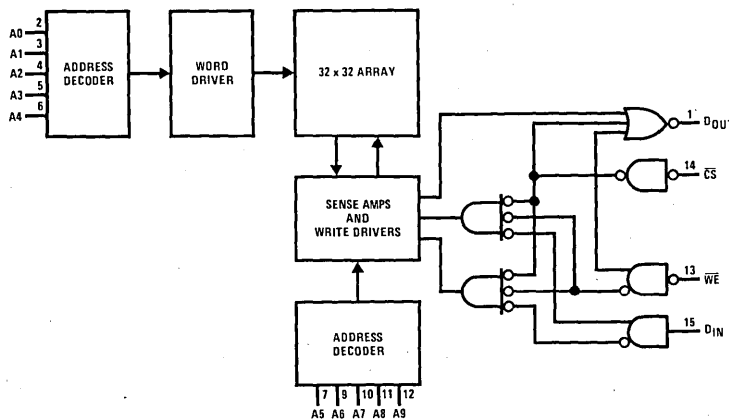 A0 2
A1 3
A2 4
A3 5
A4 6
ADDRESS
DECODER
WORD
DRIVER
32 x 32 ARRAY
SENSE AMPS
AND
WRITE DRIVERS
ADDRESS
DECODER
7 9 10 11 12
A5 A6 A7 A8 A9
1 DOUT
14 CS
13 WE
15 DIN